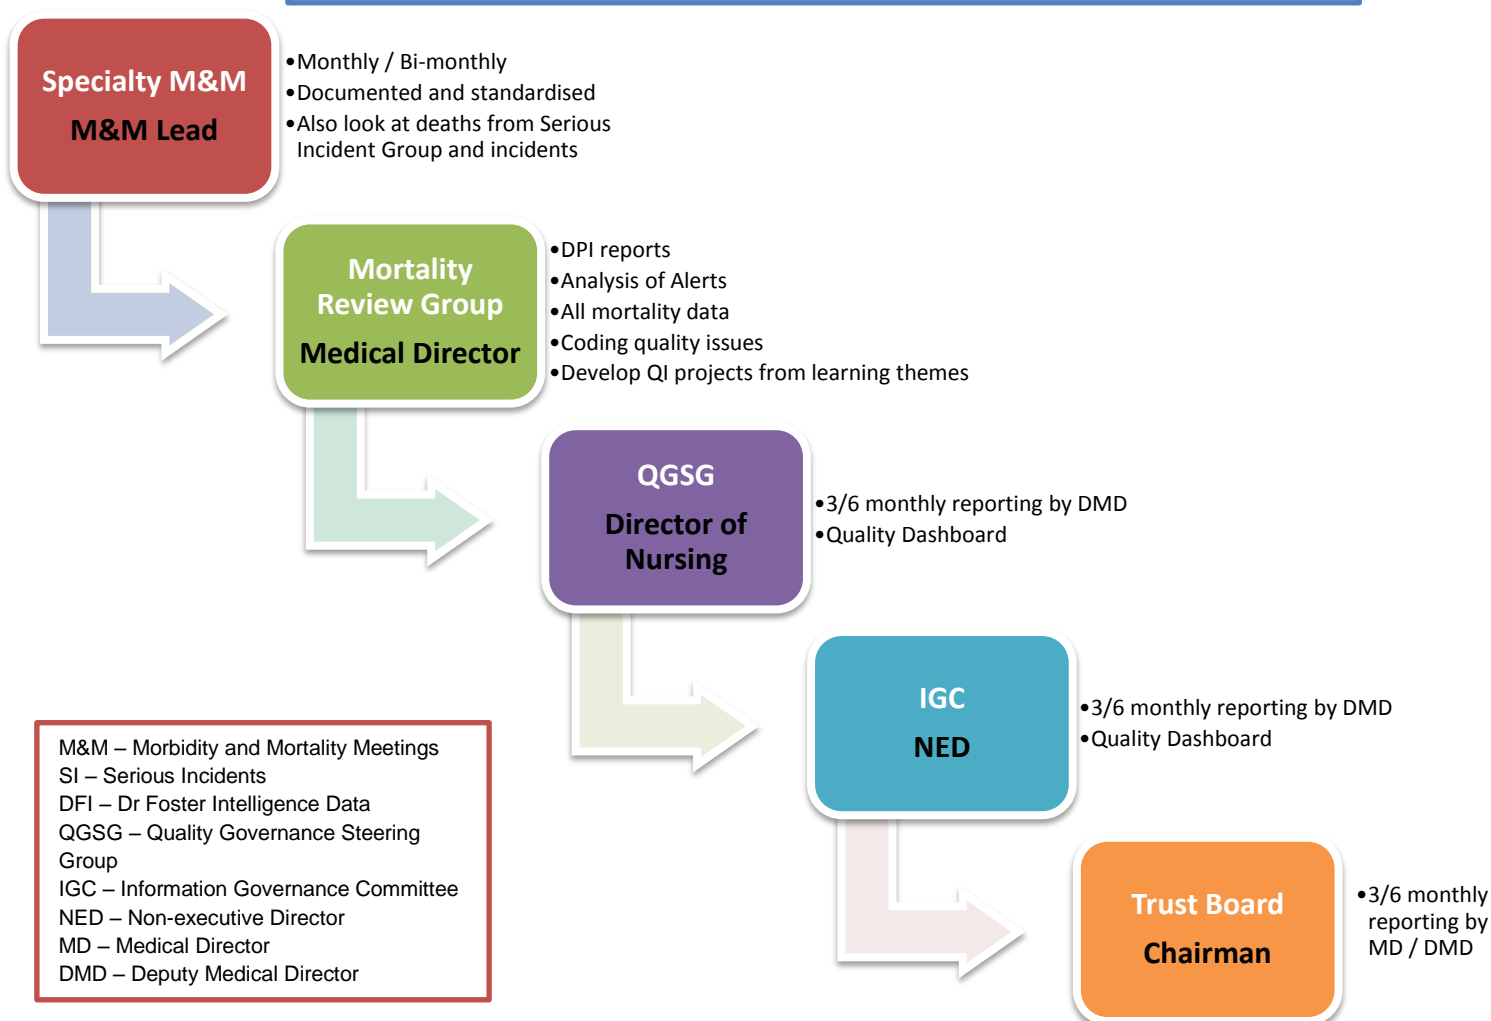 Specialty M&M
M&M Lead
•Monthly / Bi-monthly
•Documented and standardised
•Also look at deaths from Serious
Incident Group and incidents
Mortality
Review Group
Medical Director
•DPI reports
•Analysis of Alerts
•All mortality data
•Coding quality issues
•Develop QI projects from learning themes
QGSG
Director of
Nursing
•3/6 monthly reporting by DMD
•Quality Dashboard
IGC
NED
•3/6 monthly reporting by DMD
•Quality Dashboard
Trust Board
Chairman
•3/6 monthly
reporting by
MD / DMD
M&M – Morbidity and Mortality Meetings
SI – Serious Incidents
DFI – Dr Foster Intelligence Data
QGSG – Quality Governance Steering
Group
IGC – Information Governance Committee
NED – Non-executive Director
MD – Medical Director
DMD – Deputy Medical Director